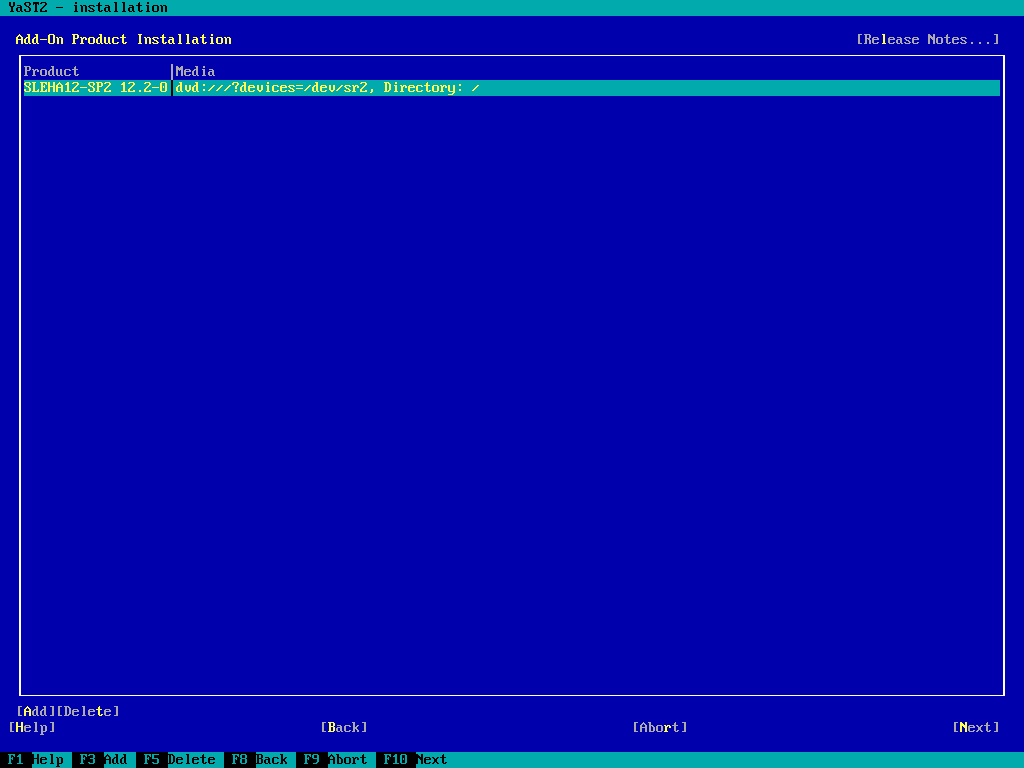 YaST2 - installation
Add-On Product Installation [Release Notes...]
Product |Media
SLEHA12-SP2 12.2-0|dvd:///?devices=/dev/sr2, Directory: /
[Add][Delete]
[Help] [Back] [Abort] [Next]
F1 Help F3 Add F5 Delete F8 Back F9 Abort F10 Next